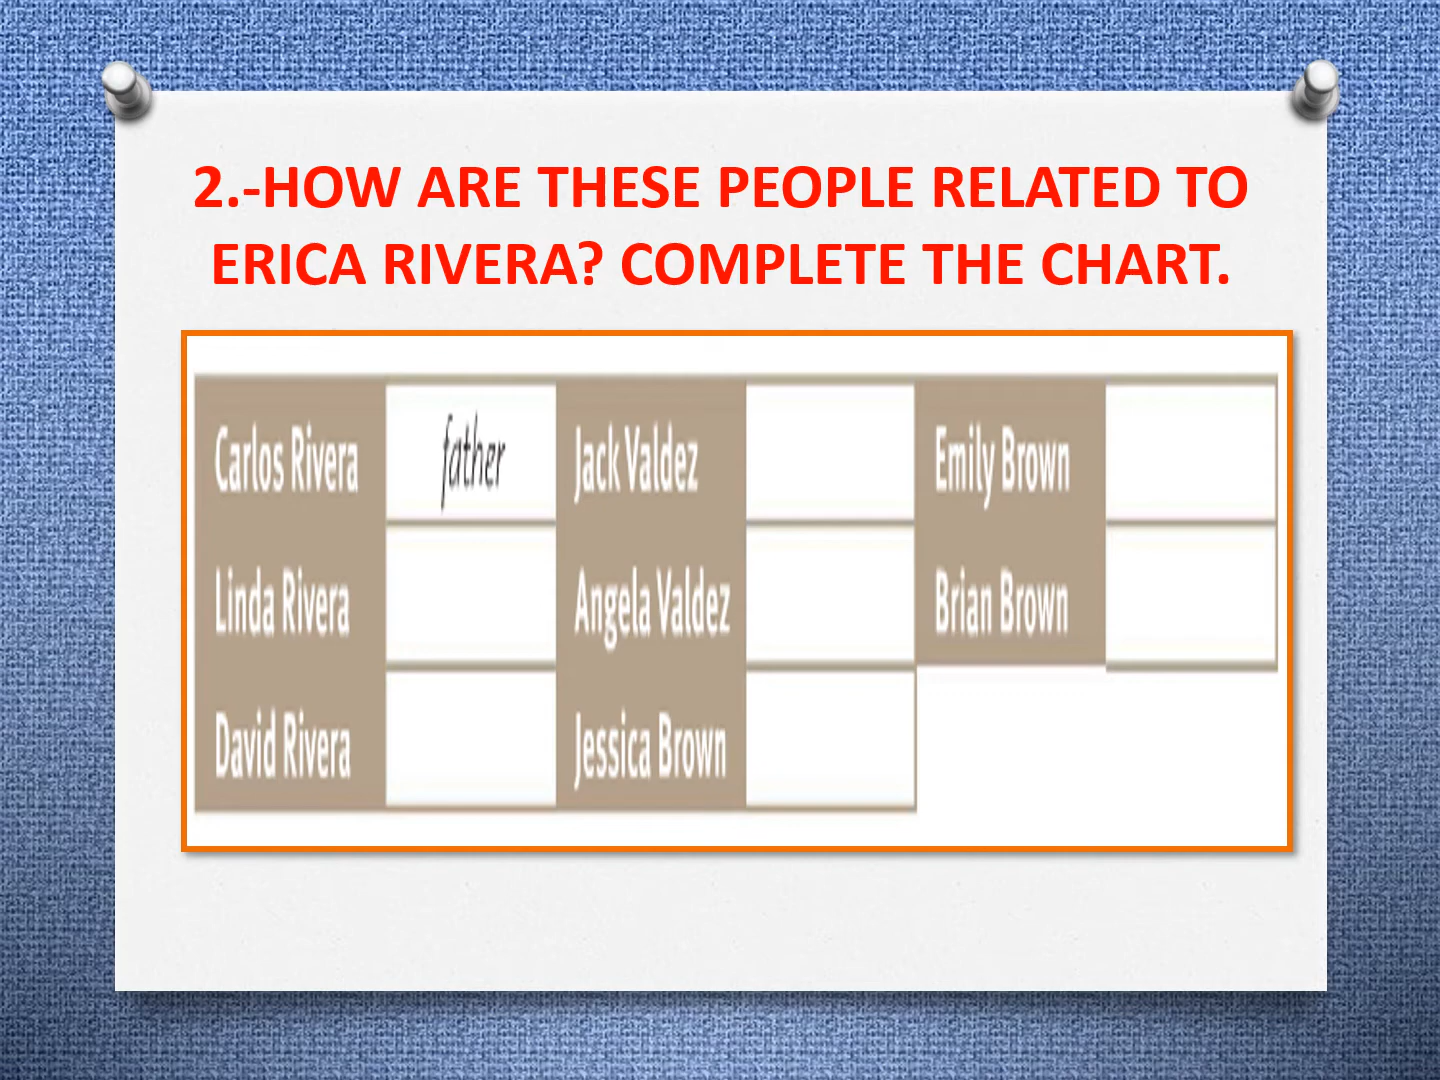 2.-HOW ARE THESE PEOPLE RELATED TO
ERICA RIVERA? COMPLETE THE CHART.
Carlos Rivera father Jack Valdez Emily Brown
Linda Rivera Angela Valdez Brian Brown
David Rivera Jessica Brown